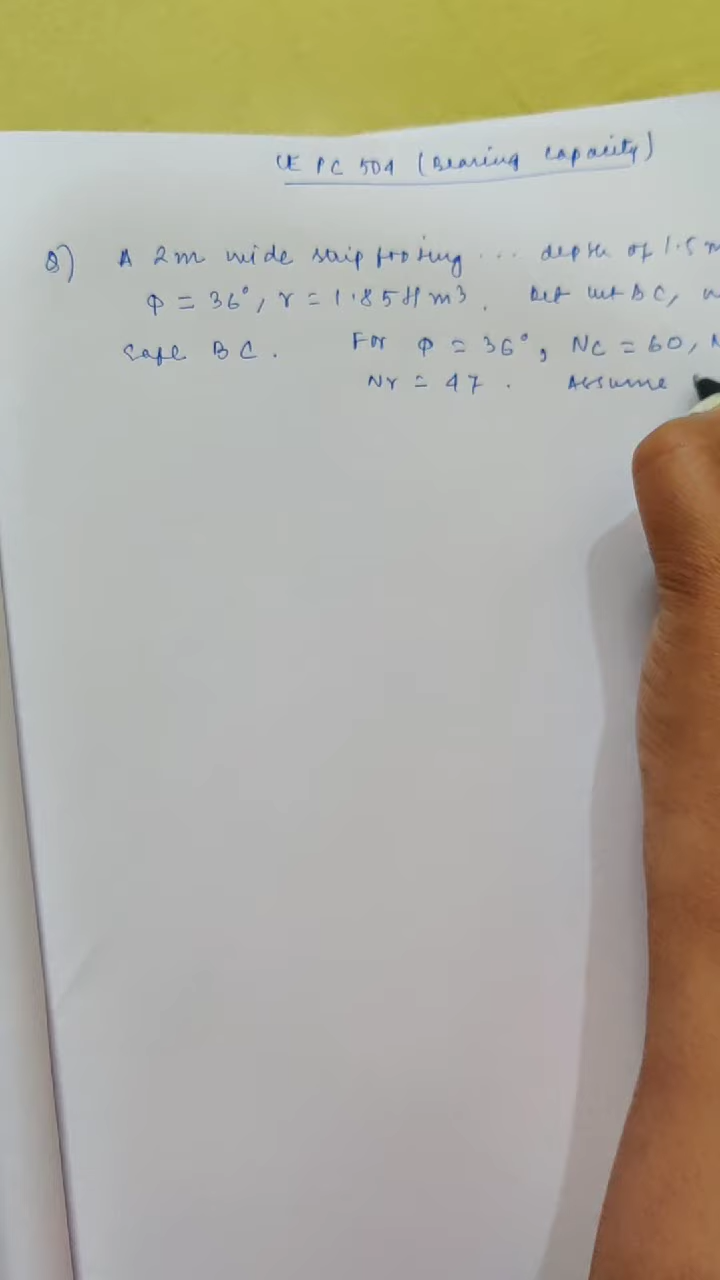 CE PC 504 (Bearing capacity)
Q) A 2m wide strip footing ... depth of 1.5 m
φ = 36°, γ = 1.85 t/m3. Det ult BC,
safe BC. For φ = 36°, Nc = 60, N
Nγ = 47. Assume